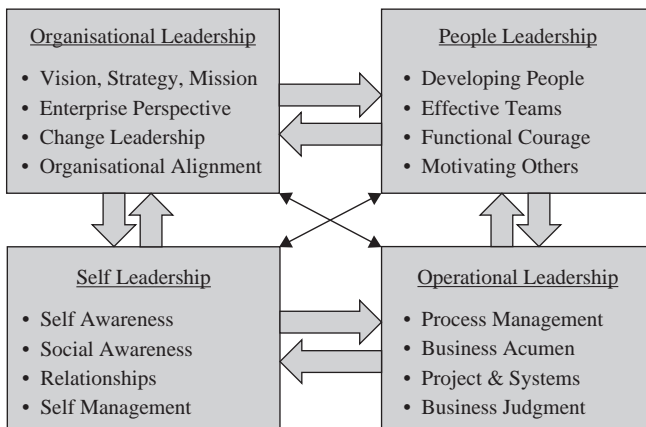 Organisational Leadership
• Vision, Strategy, Mission
• Enterprise Perspective
• Change Leadership
• Organisational Alignment
People Leadership
• Developing People
• Effective Teams
• Functional Courage
• Motivating Others
Self Leadership
• Self Awareness
• Social Awareness
• Relationships
• Self Management
Operational Leadership
• Process Management
• Business Acumen
• Project & Systems
• Business Judgment